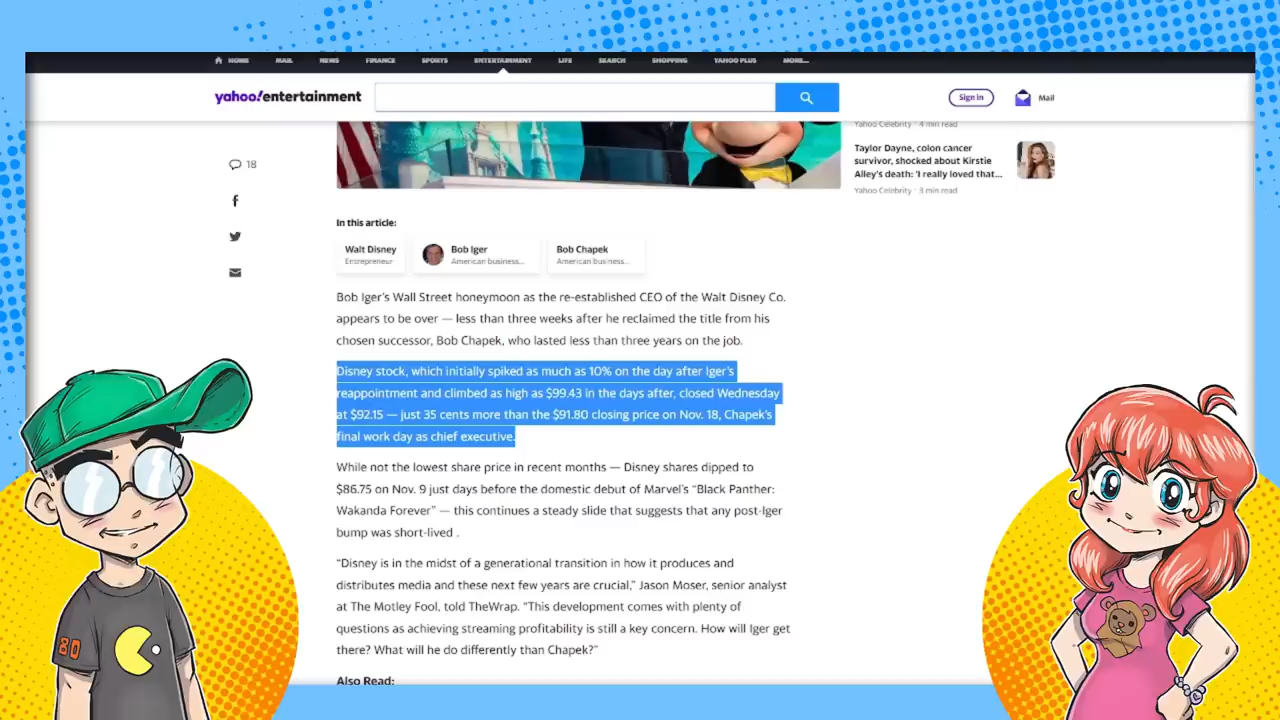 HOME MAIL NEWS FINANCE SPORTS ENTERTAINMENT LIFE SEARCH SHOPPING YAHOO PLUS MORE...
yahoo!entertainment
Sign in
Mail
Yahoo Celebrity · 4 min read
Taylor Dayne, colon cancer
survivor, shocked about Kirstie
Alley's death: 'I really loved that...
Yahoo Celebrity · 3 min read
18
In this article:
Walt Disney
Entrepreneur
Bob Iger
American business...
Bob Chapek
American business...
Bob Iger's Wall Street honeymoon as the re-established CEO of the Walt Disney Co.
appears to be over — less than three weeks after he reclaimed the title from his
chosen successor, Bob Chapek, who lasted less than three years on the job.
Disney stock, which initially spiked as much as 10% on the day after Iger's
reappointment and climbed as high as $99.43 in the days after, closed Wednesday
at $92.15 — just 35 cents more than the $91.80 closing price on Nov. 18, Chapek's
final work day as chief executive.
While not the lowest share price in recent months — Disney shares dipped to
$86.75 on Nov. 9 just days before the domestic debut of Marvel's "Black Panther:
Wakanda Forever" — this continues a steady slide that suggests that any post-Iger
bump was short-lived .
"Disney is in the midst of a generational transition in how it produces and
distributes media and these next few years are crucial," Jason Moser, senior analyst
at The Motley Fool, told TheWrap. "This development comes with plenty of
questions as achieving streaming profitability is still a key concern. How will Iger get
there? What will he do differently than Chapek?"
Also Read:
80